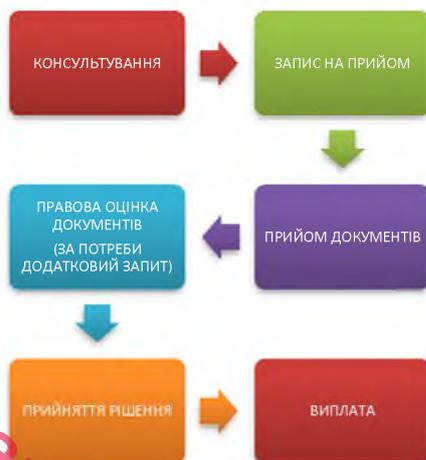 КОНСУЛЬТУВАННЯ
ЗАПИС НА ПРИЙОМ
ПРИЙОМ ДОКУМЕНТІВ
ПРАВОВА ОЦІНКА
ДОКУМЕНТІВ
(ЗА ПОТРЕБИ
ДОДАТКОВИЙ ЗАПИТ)
ПРИЙНЯТТЯ РІШЕННЯ
ВИПЛАТА